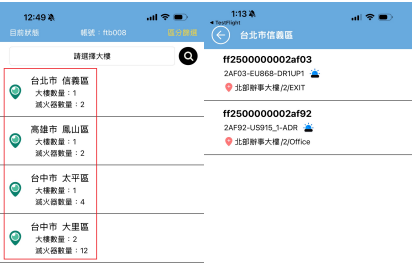 12:49
目前狀態
帳號：ftb008
區分誰修
請選擇大樓
台北市 信義區
大樓數量：1
滅火器數量：2
高雄市 鳳山區
大樓數量：1
滅火器數量：2
台中市 太平區
大樓數量：1
滅火器數量：4
台中市 大里區
大樓數量：2
滅火器數量：12
1:13
TestFlight
台北市信義區
ff2500000002af03
2AF03-EU868-DR1UP1
北部辦事大樓/2/EXIT
ff2500000002af92
2AF92-US915_1-ADR
北部辦事大樓/2/Office